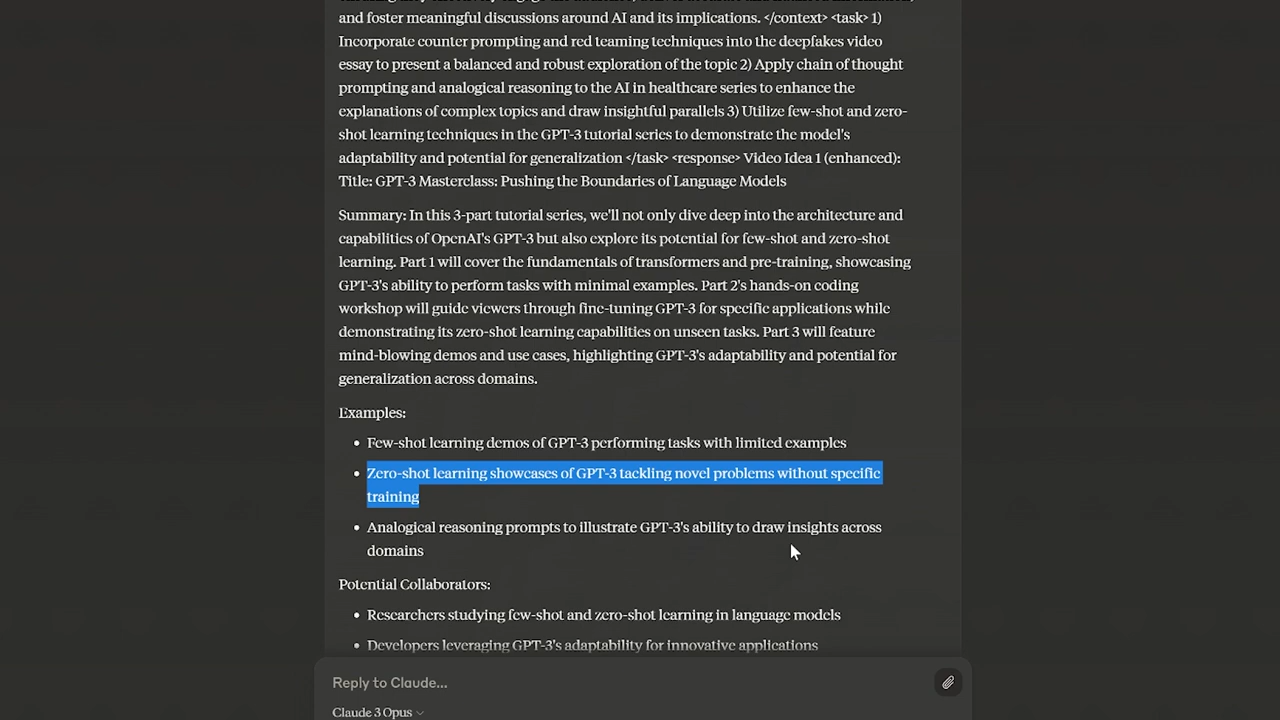 and foster meaningful discussions around AI and its implications. </context> <task> 1)
Incorporate counter prompting and red teaming techniques into the deepfakes video
essay to present a balanced and robust exploration of the topic 2) Apply chain of thought
prompting and analogical reasoning to the AI in healthcare series to enhance the
explanations of complex topics and draw insightful parallels 3) Utilize few-shot and zero-
shot learning techniques in the GPT-3 tutorial series to demonstrate the model's
adaptability and potential for generalization </task> <response> Video Idea 1 (enhanced):
Title: GPT-3 Masterclass: Pushing the Boundaries of Language Models
Summary: In this 3-part tutorial series, we'll not only dive deep into the architecture and
capabilities of OpenAI's GPT-3 but also explore its potential for few-shot and zero-shot
learning. Part 1 will cover the fundamentals of transformers and pre-training, showcasing
GPT-3's ability to perform tasks with minimal examples. Part 2's hands-on coding
workshop will guide viewers through fine-tuning GPT-3 for specific applications while
demonstrating its zero-shot learning capabilities on unseen tasks. Part 3 will feature
mind-blowing demos and use cases, highlighting GPT-3's adaptability and potential for
generalization across domains.
Examples:
• Few-shot learning demos of GPT-3 performing tasks with limited examples
• Zero-shot learning showcases of GPT-3 tackling novel problems without specific
training
• Analogical reasoning prompts to illustrate GPT-3's ability to draw insights across
domains
Potential Collaborators:
• Researchers studying few-shot and zero-shot learning in language models
• Developers leveraging GPT-3's adaptability for innovative applications
Reply to Claude...
Claude 3 Opus